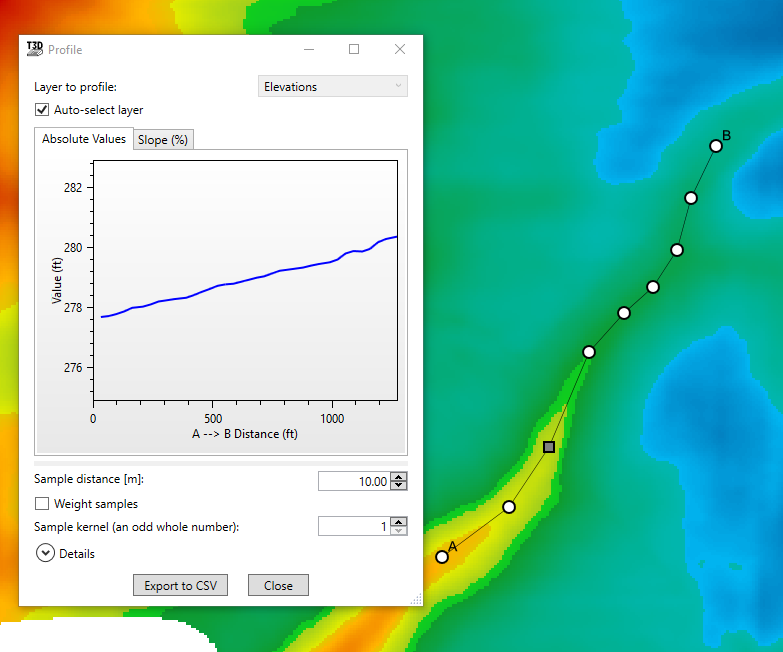 T3D Profile
Layer to profile: Elevations
Auto-select layer
Absolute Values Slope (%)
282
280
278
276
Value (ft)
0 500 1000
A --> B Distance (ft)
Sample distance [m]: 10.00
Weight samples
Sample kernel (an odd whole number): 1
Details
Export to CSV Close
B
A